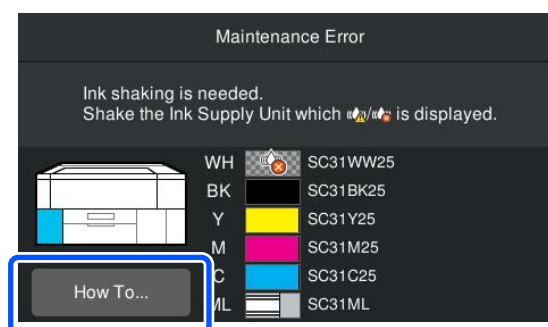 Maintenance Error
Ink shaking is needed.
Shake the Ink Supply Unit which / is displayed.
WH SC31WW25
BK SC31BK25
Y SC31Y25
M SC31M25
C SC31C25
ML SC31ML
How To...